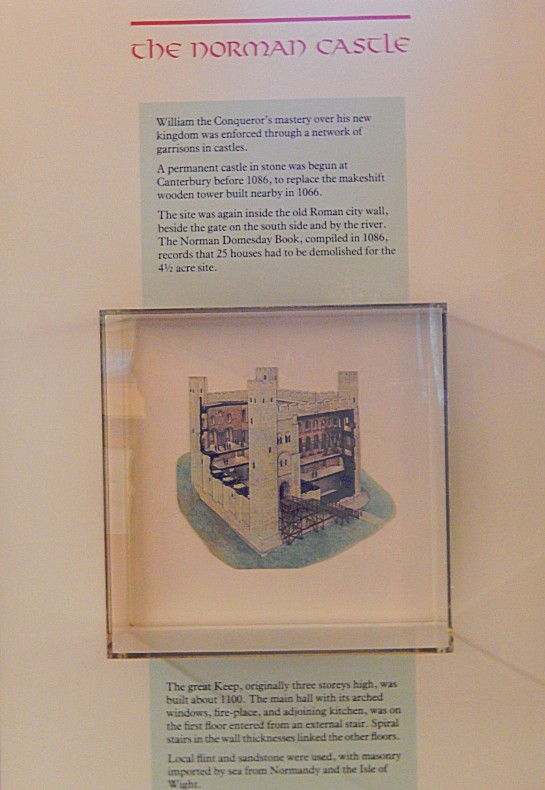 THE NORMAN CASTLE
William the Conqueror's mastery over his new
kingdom was enforced through a network of
garrisons in castles.
A permanent castle in stone was begun at
Canterbury before 1086, to replace the makeshift
wooden tower built nearby in 1066.
The site was again inside the old Roman city wall,
beside the gate on the south side and by the river.
The Norman Domesday Book, compiled in 1086,
records that 25 houses had to be demolished for the
4½ acre site.
The great Keep, originally three storeys high, was
built about 1100. The main hall with its arched
windows, fire-place, and adjoining kitchen, was on
the first floor entered from an external stair. Spiral
stairs in the wall thicknesses linked the other floors.
Local flint and sandstone were used, with masonry
imported by sea from Normandy and the Isle of
Wight.